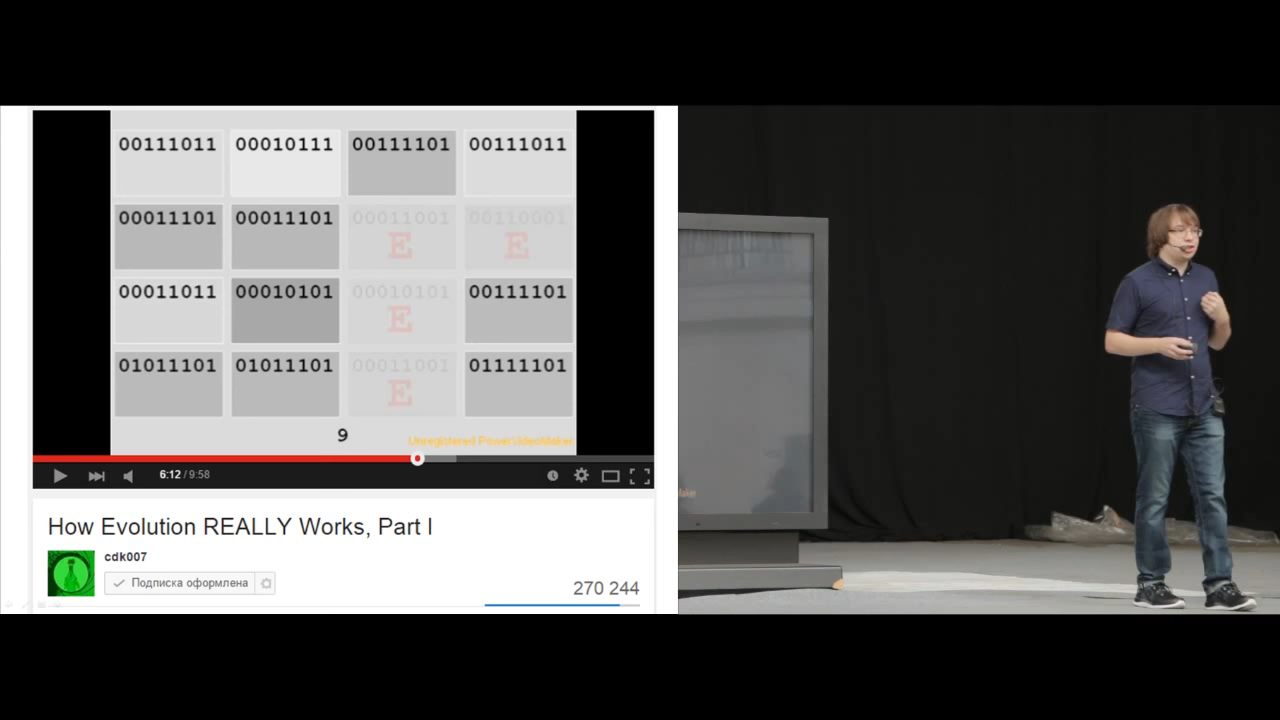 00111011 00010111 00111101 00111011
00011101 00011101 00011001 00110001
E E
00011011 00010101 00010101 00111101
E
01011101 01011101 00011001 01111101
E
9
Unregistered PowerVideoMaker
6:12 / 9:58
How Evolution REALLY Works, Part I
cdk007
Подписка оформлена
270 244